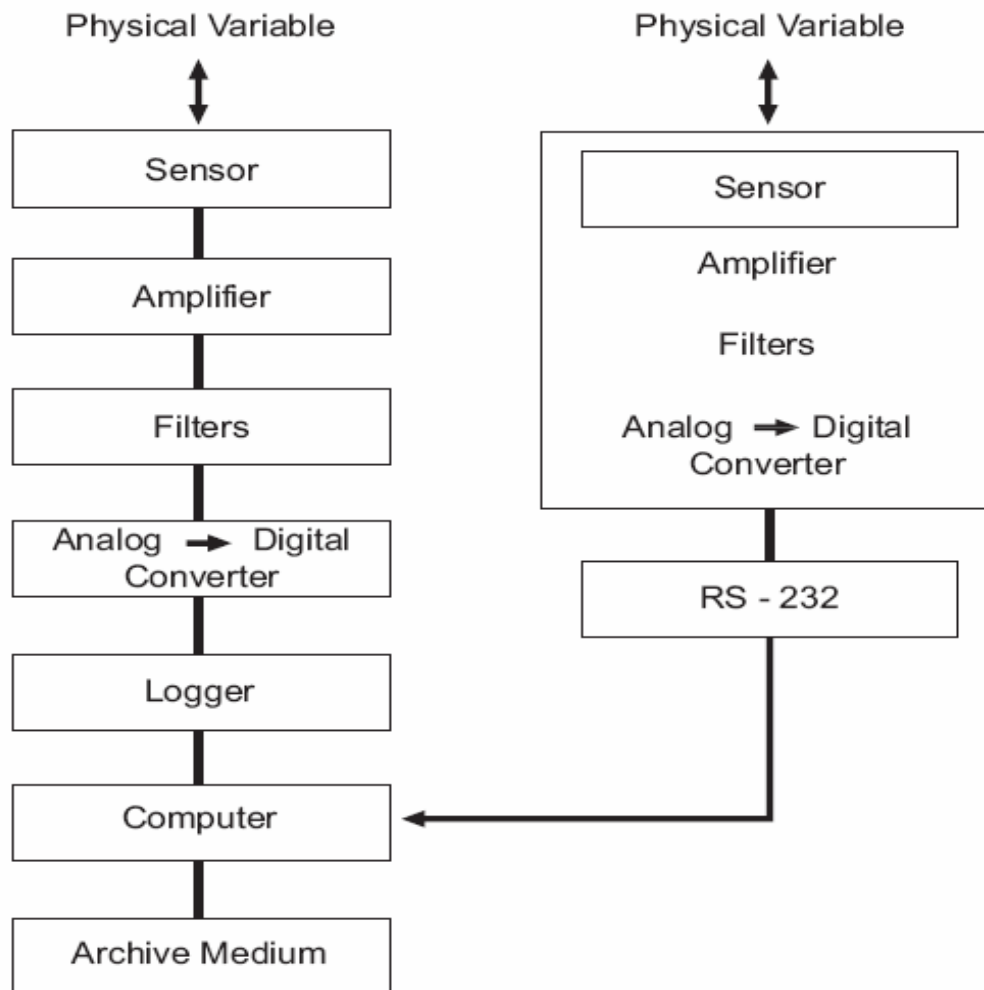 Physical Variable
Sensor
Amplifier
Filters
Analog → Digital
Converter
Logger
Computer
Archive Medium
Physical Variable
Sensor
Amplifier
Filters
Analog → Digital
Converter
RS - 232